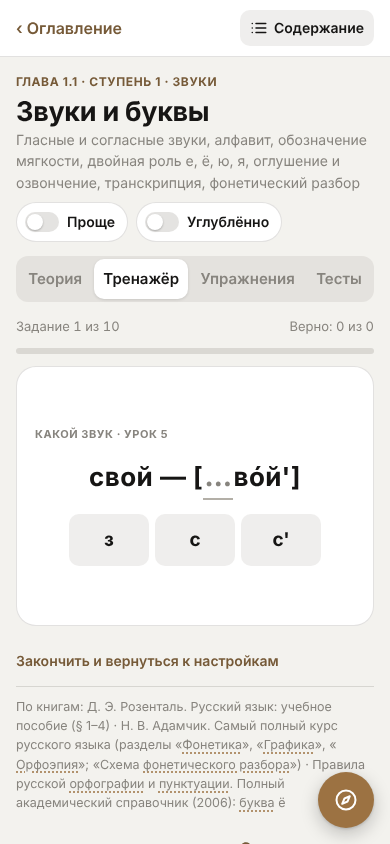 ‹ Оглавление
Содержание
ГЛАВА 1.1 · СТУПЕНЬ 1 · ЗВУКИ
Звуки и буквы
Гласные и согласные звуки, алфавит, обозначение
мягкости, двойная роль е, ё, ю, я, оглушение и
озвончение, транскрипция, фонетический разбор
Проще
Углублённо
Теория
Тренажёр
Упражнения
Тесты
Задание 1 из 10
Верно: 0 из 0
КАКОЙ ЗВУК · УРОК 5
свой — […во́й']
з
с
с'
Закончить и вернуться к настройкам
По книгам: Д. Э. Розенталь. Русский язык: учебное
пособие (§ 1–4) · Н. В. Адамчик. Самый полный курс
русского языка (разделы «Фонетика», «Графика», «
Орфоэпия»; «Схема фонетического разбора») · Правила
русской орфографии и пунктуации. Полный
академический справочник (2006): буква ё